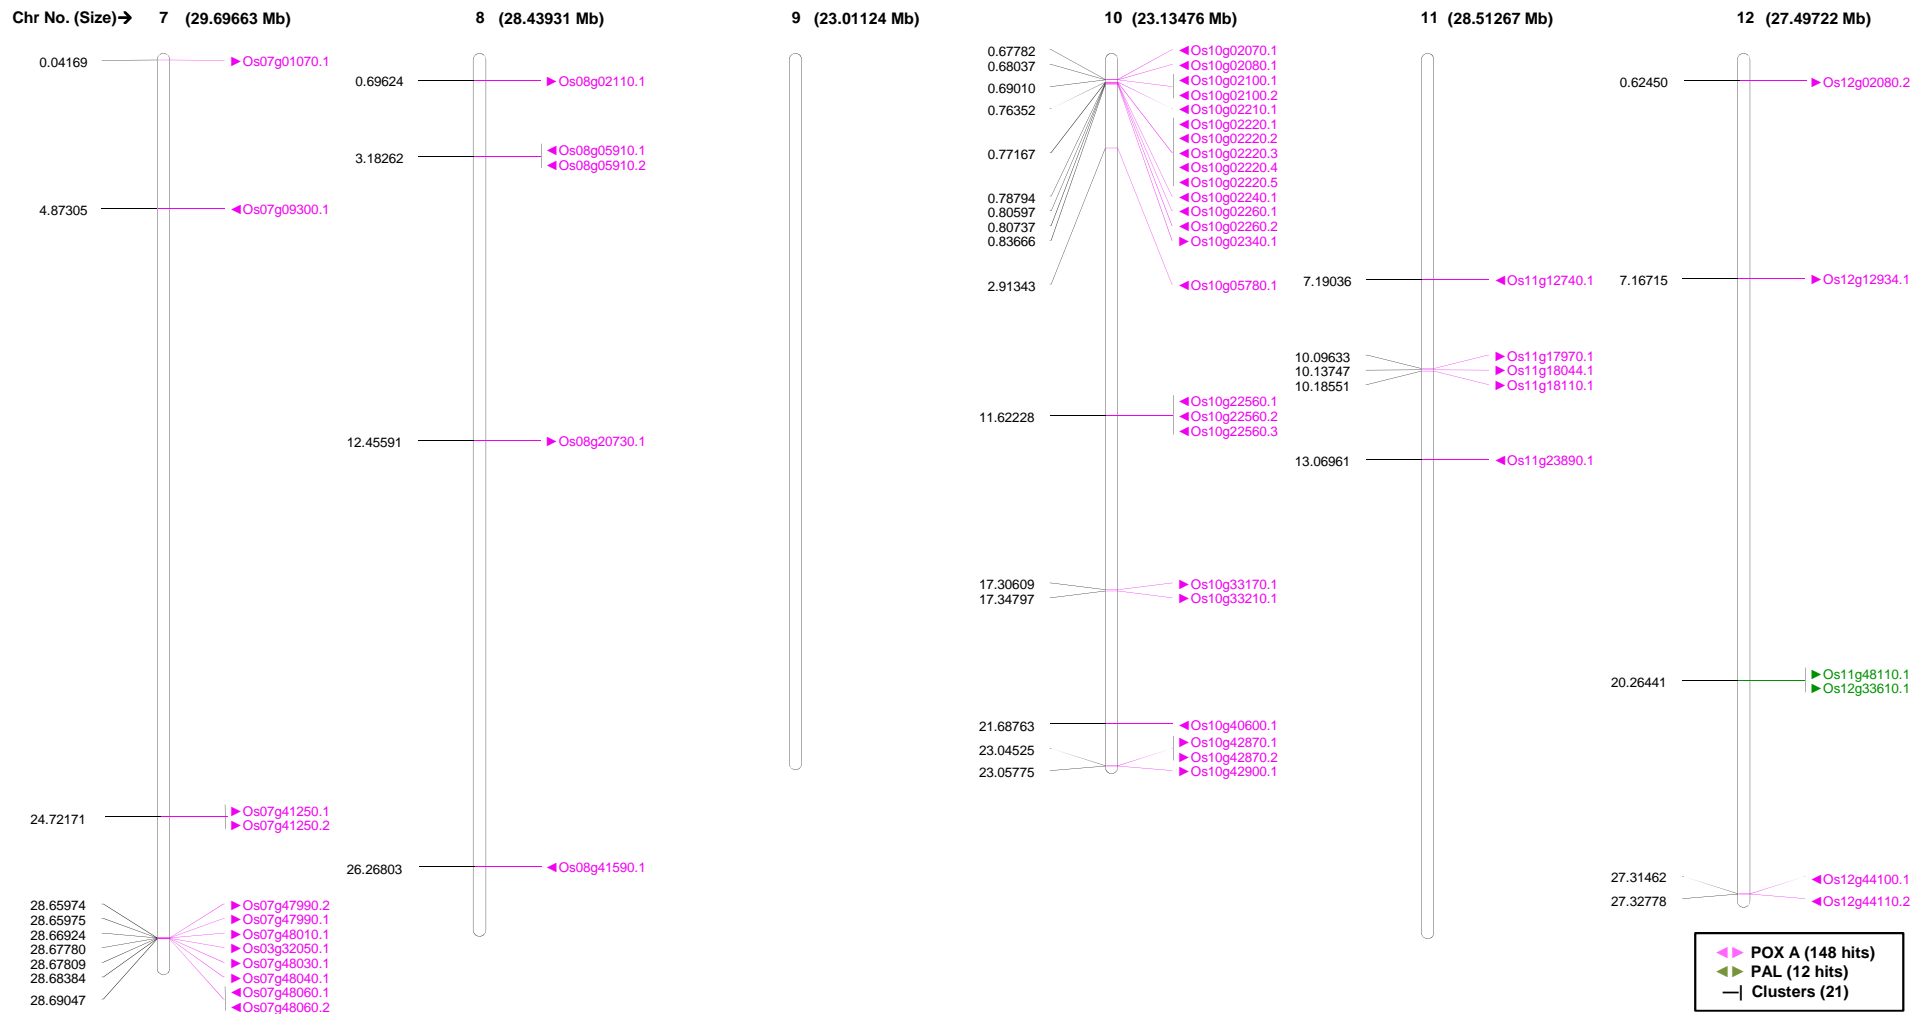 Chr No. (Size)→ 7 (29.69663 Mb) 8 (28.43931 Mb) 9 (23.01124 Mb) 10 (23.13476 Mb) 11 (28.51267 Mb) 12 (27.49722 Mb)
0.04169 ►Os07g01070.1
4.87305 ◄Os07g09300.1
24.72171 ►Os07g41250.1
►Os07g41250.2
28.65974 ►Os07g47990.2
28.65975 ►Os07g47990.1
28.66924 ►Os07g48010.1
28.67780 ►Os03g32050.1
28.67809 ►Os07g48030.1
28.68384 ►Os07g48040.1
28.69047 ◄Os07g48060.1
◄Os07g48060.2
0.69624 ►Os08g02110.1
3.18262 ◄Os08g05910.1
◄Os08g05910.2
12.45591 ►Os08g20730.1
26.26803 ◄Os08g41590.1
0.67782 ◄Os10g02070.1
0.68037 ◄Os10g02080.1
0.69010 ◄Os10g02100.1
◄Os10g02100.2
0.76352 ◄Os10g02210.1
0.77167 ◄Os10g02220.1
◄Os10g02220.2
◄Os10g02220.3
◄Os10g02220.4
◄Os10g02220.5
0.78794 ◄Os10g02240.1
0.80597 ◄Os10g02260.1
0.80737 ◄Os10g02260.2
0.83666 ►Os10g02340.1
2.91343 ◄Os10g05780.1
11.62228 ◄Os10g22560.1
◄Os10g22560.2
◄Os10g22560.3
17.30609 ►Os10g33170.1
17.34797 ►Os10g33210.1
21.68763 ◄Os10g40600.1
23.04525 ►Os10g42870.1
►Os10g42870.2
23.05775 ►Os10g42900.1
7.19036 ◄Os11g12740.1
10.09633 ►Os11g17970.1
10.13747 ►Os11g18044.1
10.18551 ►Os11g18110.1
13.06961 ◄Os11g23890.1
0.62450 ►Os12g02080.2
7.16715 ►Os12g12934.1
20.26441 ►Os11g48110.1
►Os12g33610.1
27.31462 ◄Os12g44100.1
27.32778 ◄Os12g44110.2
◄► POX A (148 hits)
◄► PAL (12 hits)
—| Clusters (21)